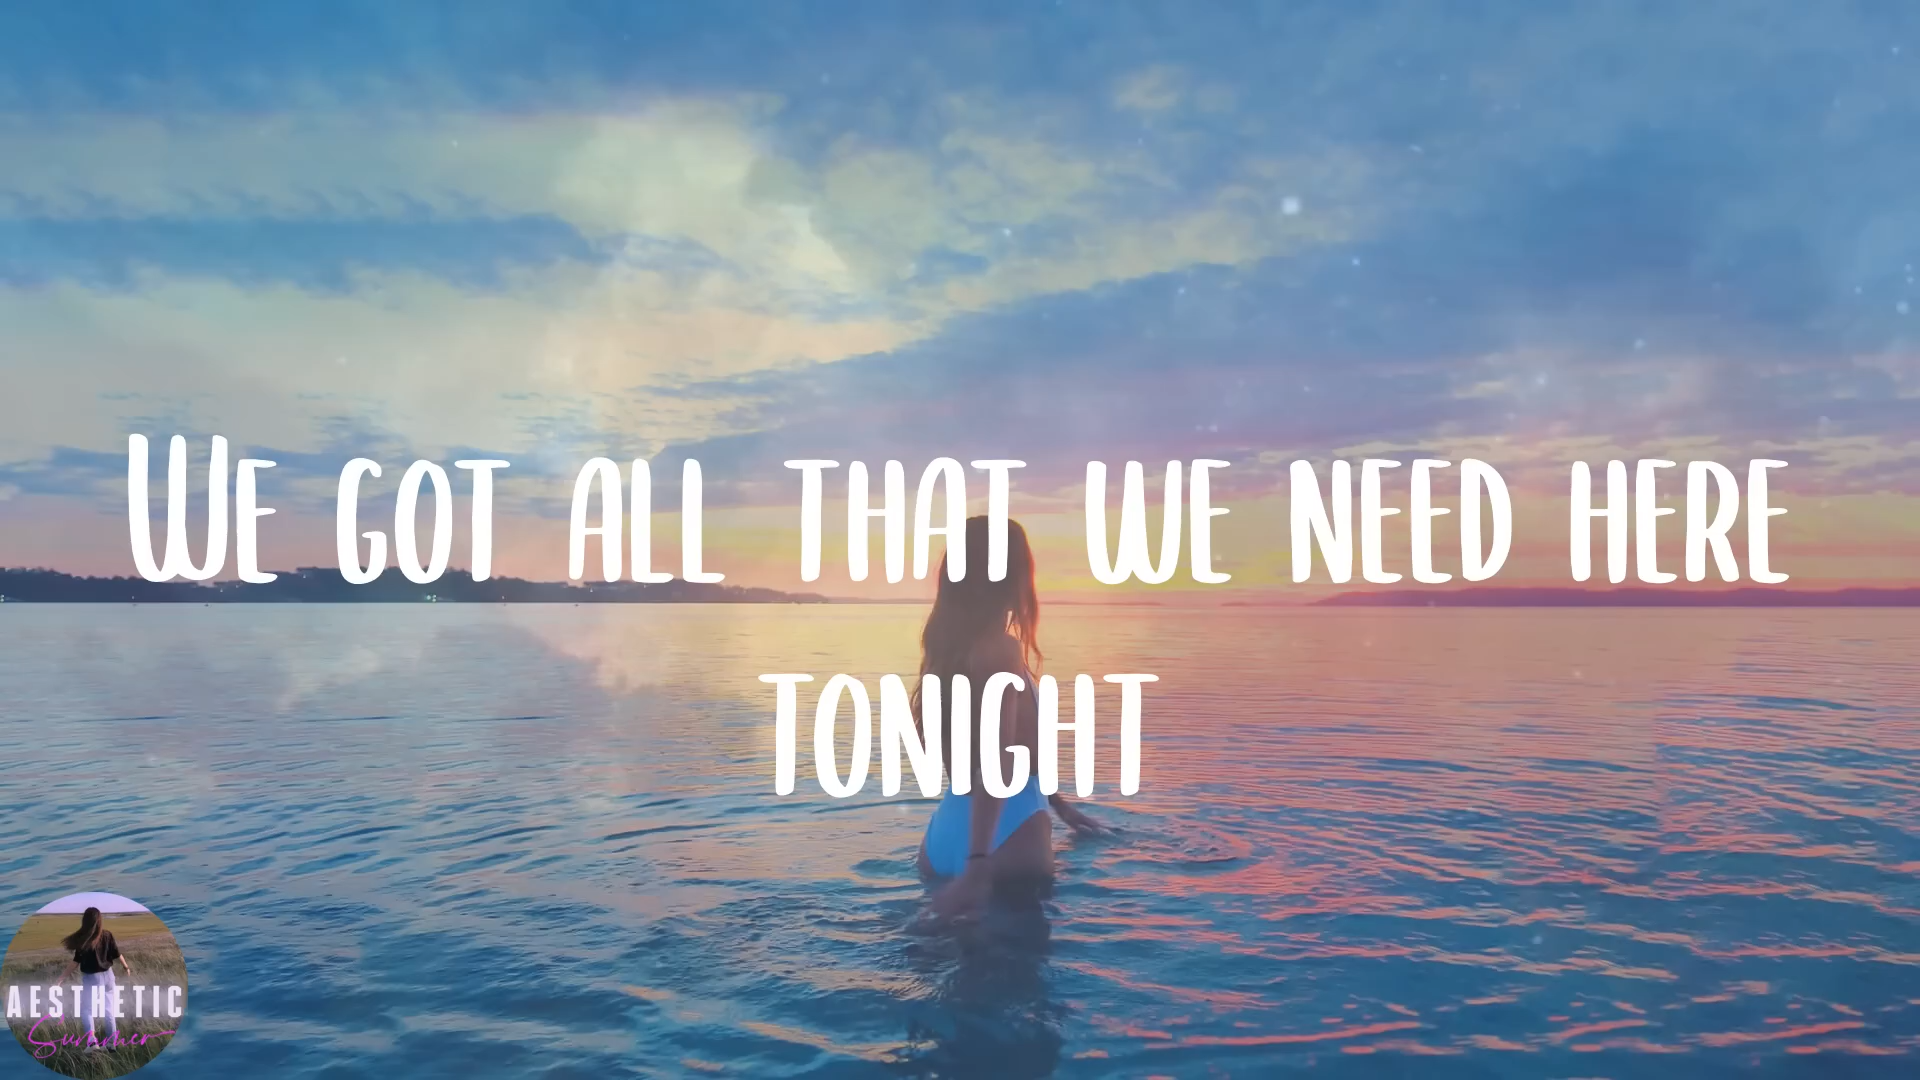 WE GOT ALL THAT WE NEED HERE
TONIGHT
AESTHETIC
Summer